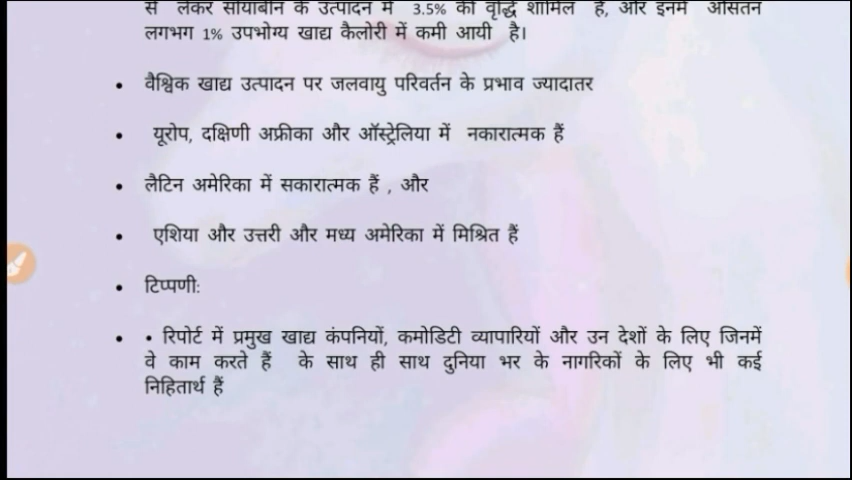 से लेकर सोयाबीन के उत्पादन में 3.5% की वृद्धि शामिल है, और इनमें औसतन
लगभग 1% उपभोग्य खाद्य कैलोरी में कमी आयी है।
• वैश्विक खाद्य उत्पादन पर जलवायु परिवर्तन के प्रभाव ज्यादातर
• यूरोप, दक्षिणी अफ्रीका और ऑस्ट्रेलिया में नकारात्मक हैं
• लैटिन अमेरिका में सकारात्मक हैं , और
• एशिया और उत्तरी और मध्य अमेरिका में मिश्रित हैं
• टिप्पणी:
• • रिपोर्ट में प्रमुख खाद्य कंपनियों, कमोडिटी व्यापारियों और उन देशों के लिए जिनमें
वे काम करते हैं के साथ ही साथ दुनिया भर के नागरिकों के लिए भी कई
निहितार्थ हैं